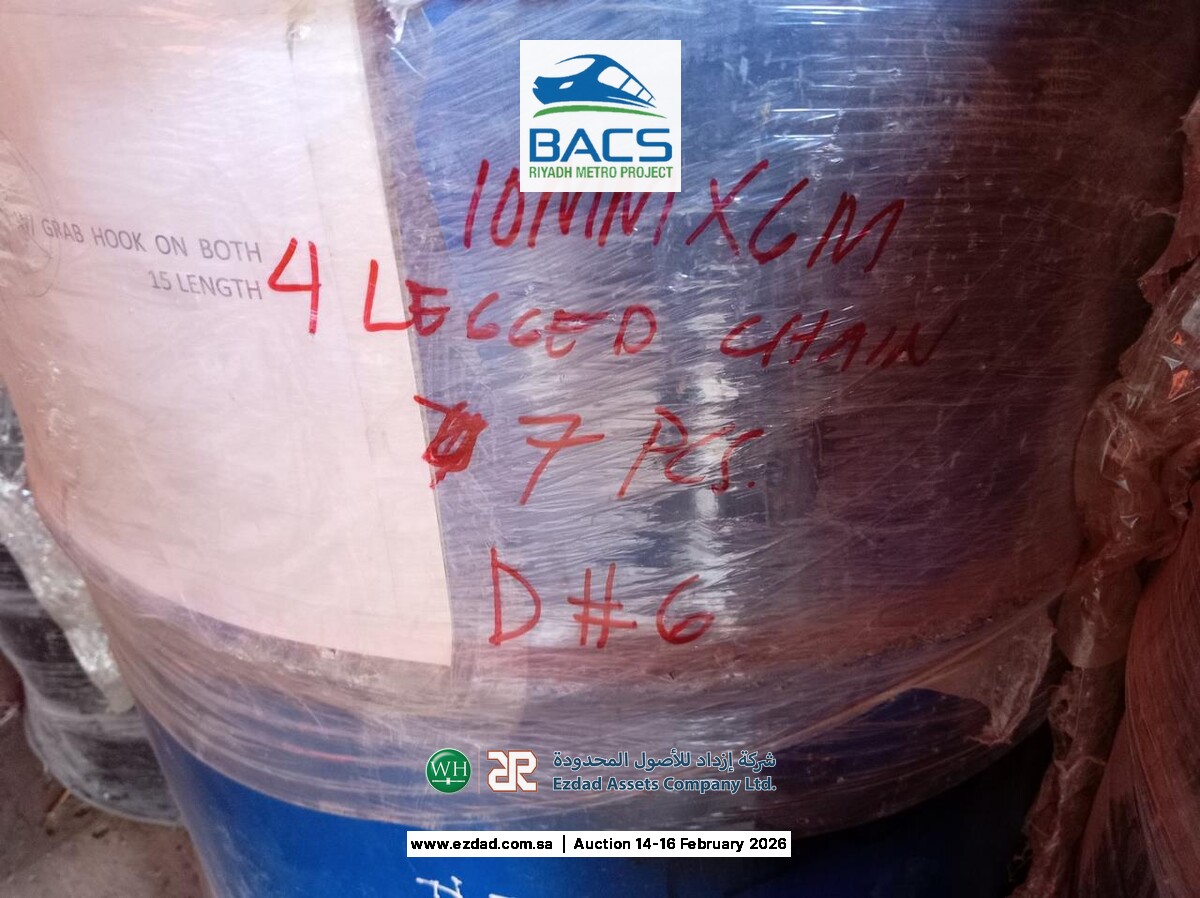 BACS
RIYADH METRO PROJECT
10MM X 6M
W/ GRAB HOOK ON BOTH
15 LENGTH
4 LEGGED CHAIN
7 PCS.
D#6
WH
شركة إزداد للأصول المحدودة
Ezdad Assets Company Ltd.
www.ezdad.com.sa | Auction 14-16 February 2026